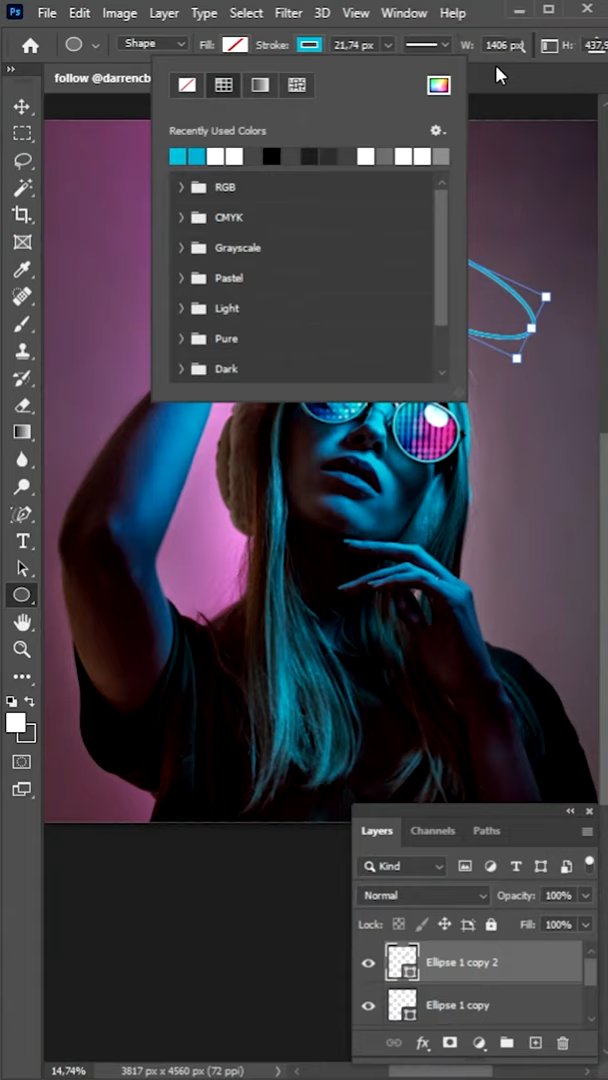 Ps File Edit Image Layer Type Select Filter 3D View Window Help
Shape Fill: Stroke: 21,74 px W: 1406 px H:
follow @darrencb
Recently Used Colors
RGB
CMYK
Grayscale
Pastel
Light
Pure
Dark
T
Layers Channels Paths
Kind T
Normal Opacity: 100%
Lock: Fill: 100%
Ellipse 1 copy 2
Ellipse 1 copy
fx
14,74% 3817 px x 4560 px (72 ppi)